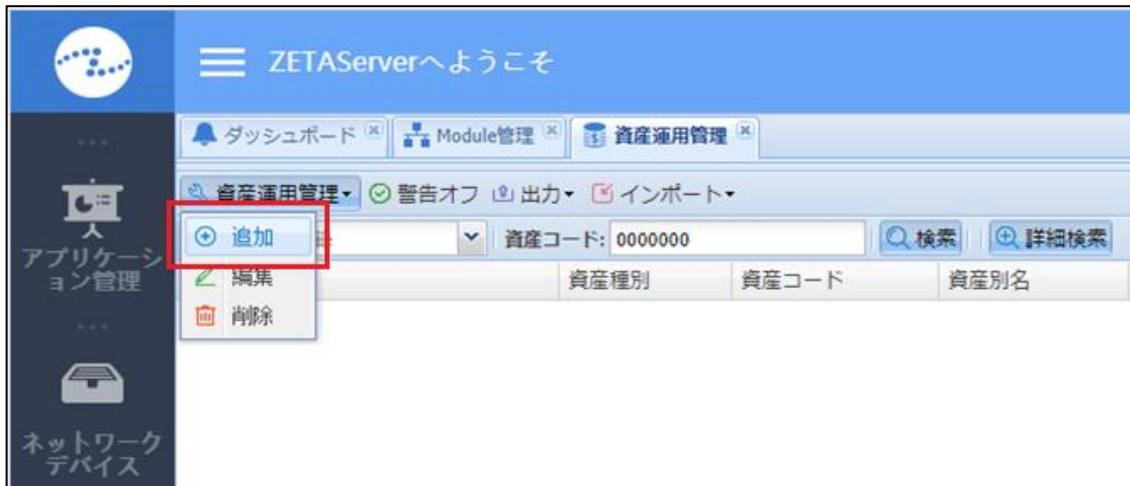 ZETAServerへようこそ
ダッシュボード Module管理 資産運用管理
資産運用管理 警告オフ 出力 インポート
追加 資産コード: 0000000 検索 詳細検索
編集 資産種別 資産コード 資産別名
削除
アプリケーシ
ョン管理
ネットワーク
デバイス